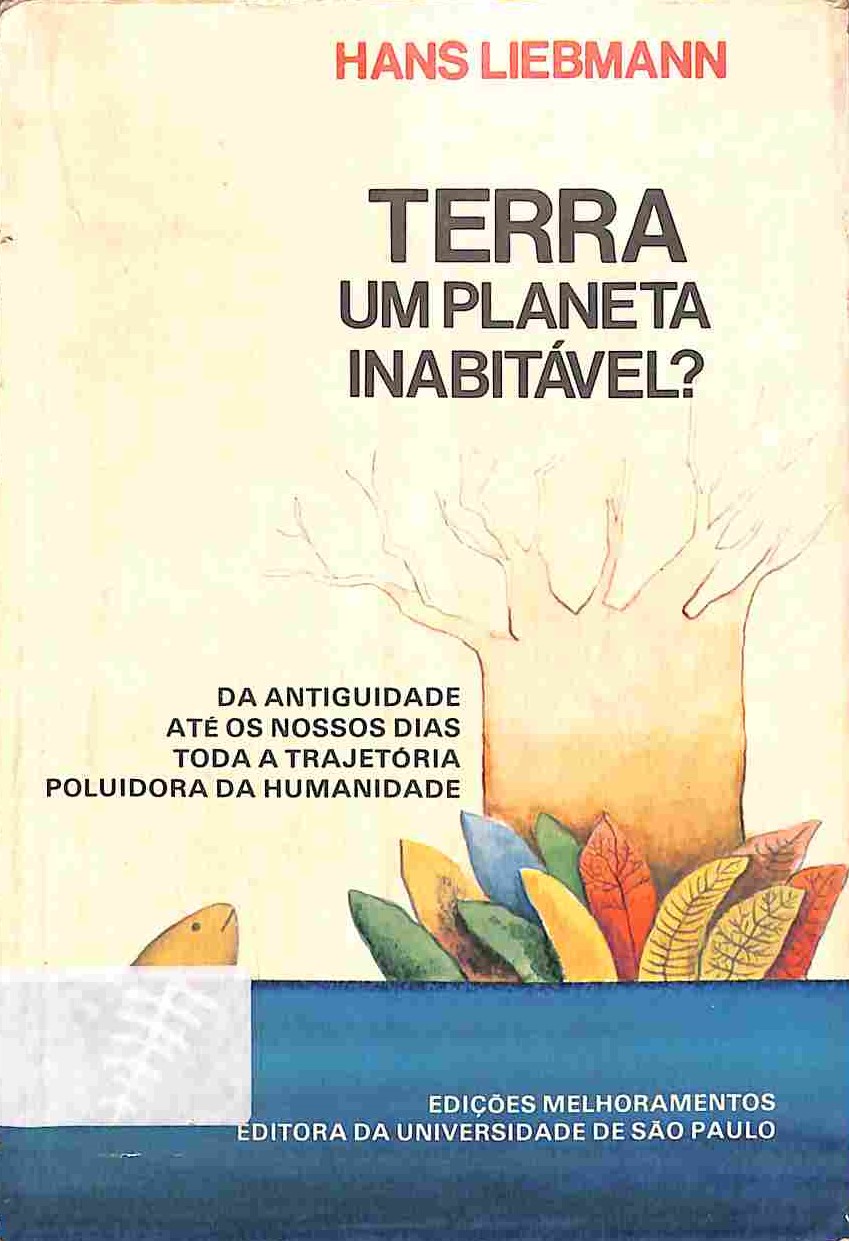 HANS LIEBMANN
TERRA
UM PLANETA
INABITÁVEL?
DA ANTIGUIDADE
ATÉ OS NOSSOS DIAS
TODA A TRAJETÓRIA
POLUIDORA DA HUMANIDADE
EDIÇÕES MELHORAMENTOS
EDITORA DA UNIVERSIDADE DE SÃO PAULO